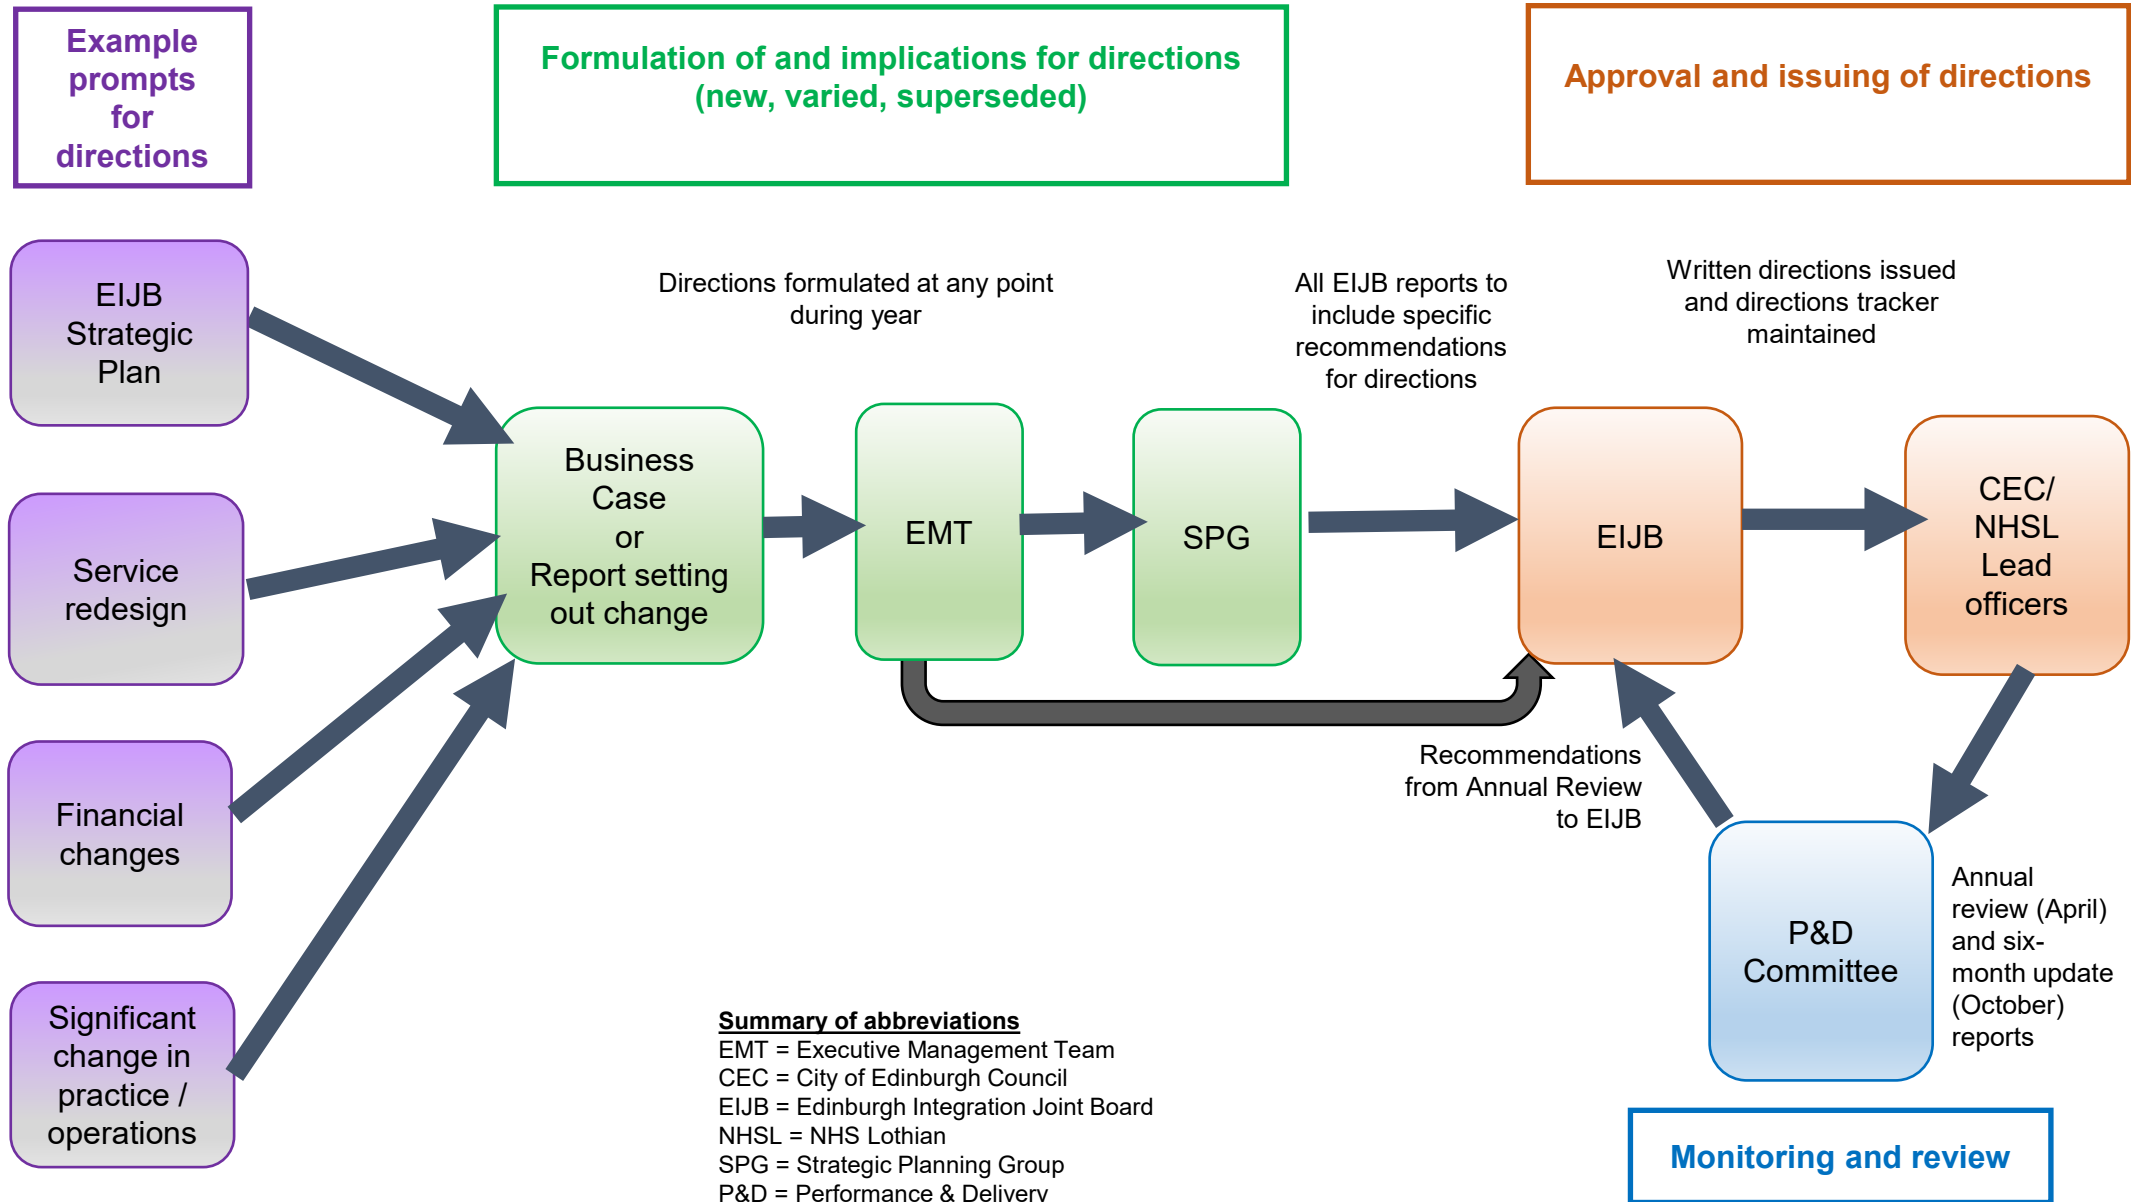 Example
prompts
for
directions
Formulation of and implications for directions
(new, varied, superseded)
Approval and issuing of directions
EIJB
Strategic
Plan
Service
redesign
Financial
changes
Significant
change in
practice /
operations
Directions formulated at any point
during year
Business
Case
or
Report setting
out change
EMT
SPG
All EIJB reports to
include specific
recommendations
for directions
Written directions issued
and directions tracker
maintained
EIJB
CEC/
NHSL
Lead
officers
Recommendations
from Annual Review
to EIJB
P&D
Committee
Annual
review (April)
and six-
month update
(October)
reports
Summary of abbreviations
EMT = Executive Management Team
CEC = City of Edinburgh Council
EIJB = Edinburgh Integration Joint Board
NHSL = NHS Lothian
SPG = Strategic Planning Group
P&D = Performance & Delivery
Monitoring and review